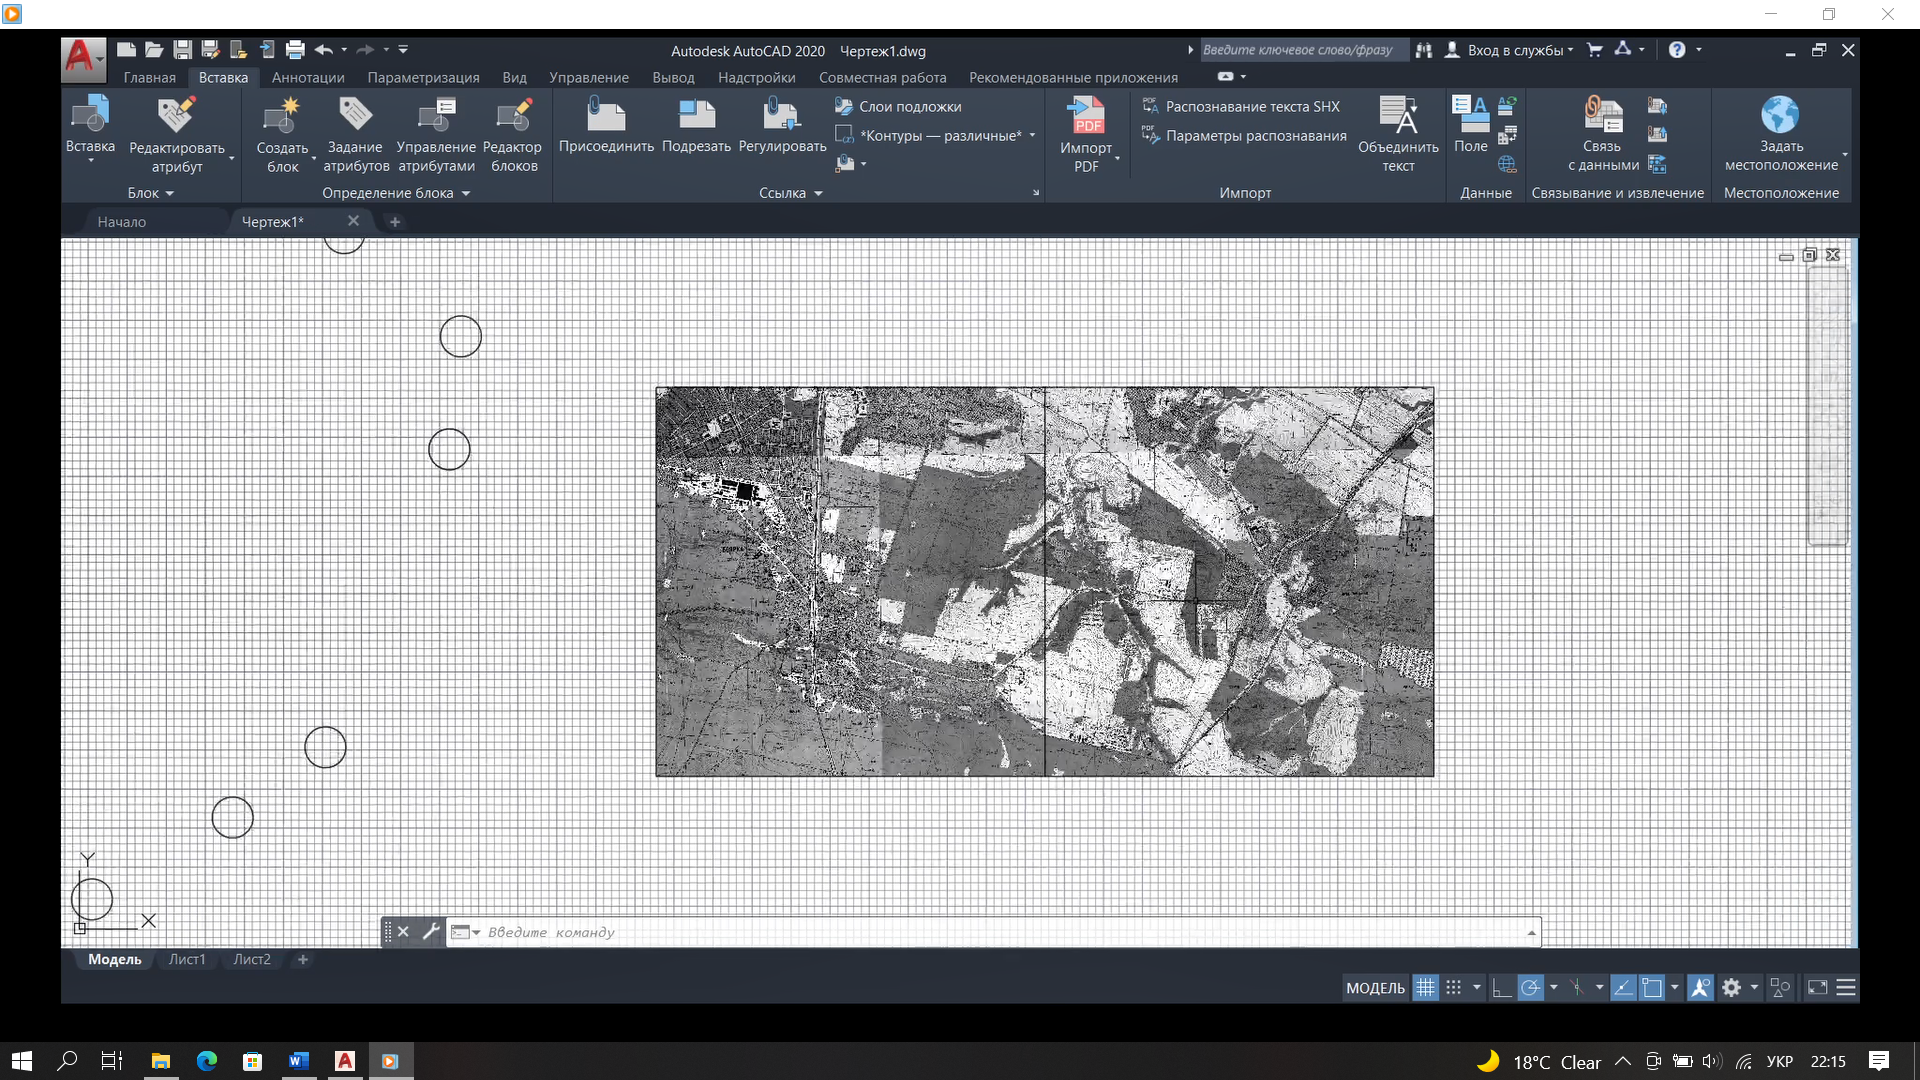 Autodesk AutoCAD 2020 Чертеж1.dwg
Введите ключевое слово/фразу
Вход в службы
Главная Вставка Аннотации Параметризация Вид Управление Вывод Надстройки Совместная работа Рекомендованные приложения
Вставка
Редактировать атрибут
Создать блок
Задание атрибутов
Управление атрибутами
Редактор блоков
Присоединить
Подрезать
Регулировать
Слои подложки
*Контуры — различные*
PDF
Импорт PDF
PDF Распознавание текста SHX
PDF Параметры распознавания
Объединить текст
Поле
Связь с данными
Задать местоположение
Блок
Определение блока
Ссылка
Импорт
Данные
Связывание и извлечение
Местоположение
Начало
Чертеж1*
Y
X
Введите команду
Модель Лист1 Лист2
МОДЕЛЬ
18°C Clear
УКР
22:15